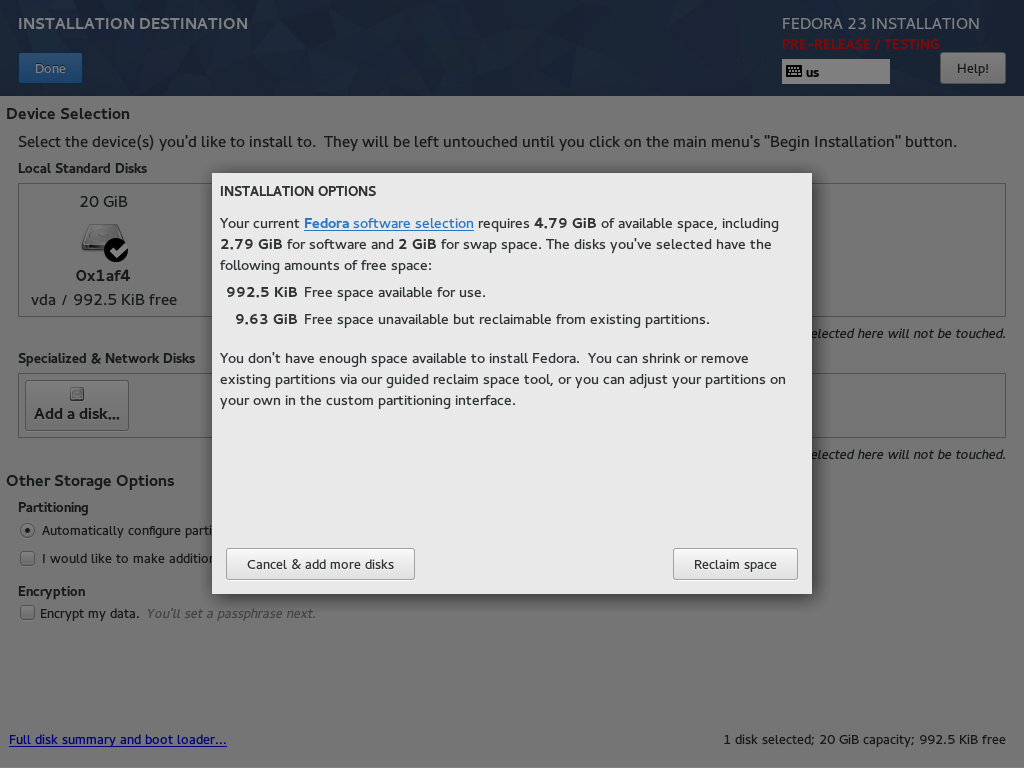 INSTALLATION DESTINATION
FEDORA 23 INSTALLATION
PRE-RELEASE / TESTING
Done
us
Help!
Device Selection
Select the device(s) you'd like to install to. They will be left untouched until you click on the main menu's "Begin Installation" button.
Local Standard Disks
20 GiB
0x1af4
vda / 992.5 KiB free
elected here will not be touched.
Specialized & Network Disks
Add a disk...
elected here will not be touched.
Other Storage Options
Partitioning
Automatically configure parti
I would like to make addition
Encryption
Encrypt my data. You'll set a passphrase next.
INSTALLATION OPTIONS
Your current Fedora software selection requires 4.79 GiB of available space, including
2.79 GiB for software and 2 GiB for swap space. The disks you've selected have the
following amounts of free space:
992.5 KiB Free space available for use.
9.63 GiB Free space unavailable but reclaimable from existing partitions.
You don't have enough space available to install Fedora. You can shrink or remove
existing partitions via our guided reclaim space tool, or you can adjust your partitions on
your own in the custom partitioning interface.
Cancel & add more disks
Reclaim space
Full disk summary and boot loader...
1 disk selected; 20 GiB capacity; 992.5 KiB free